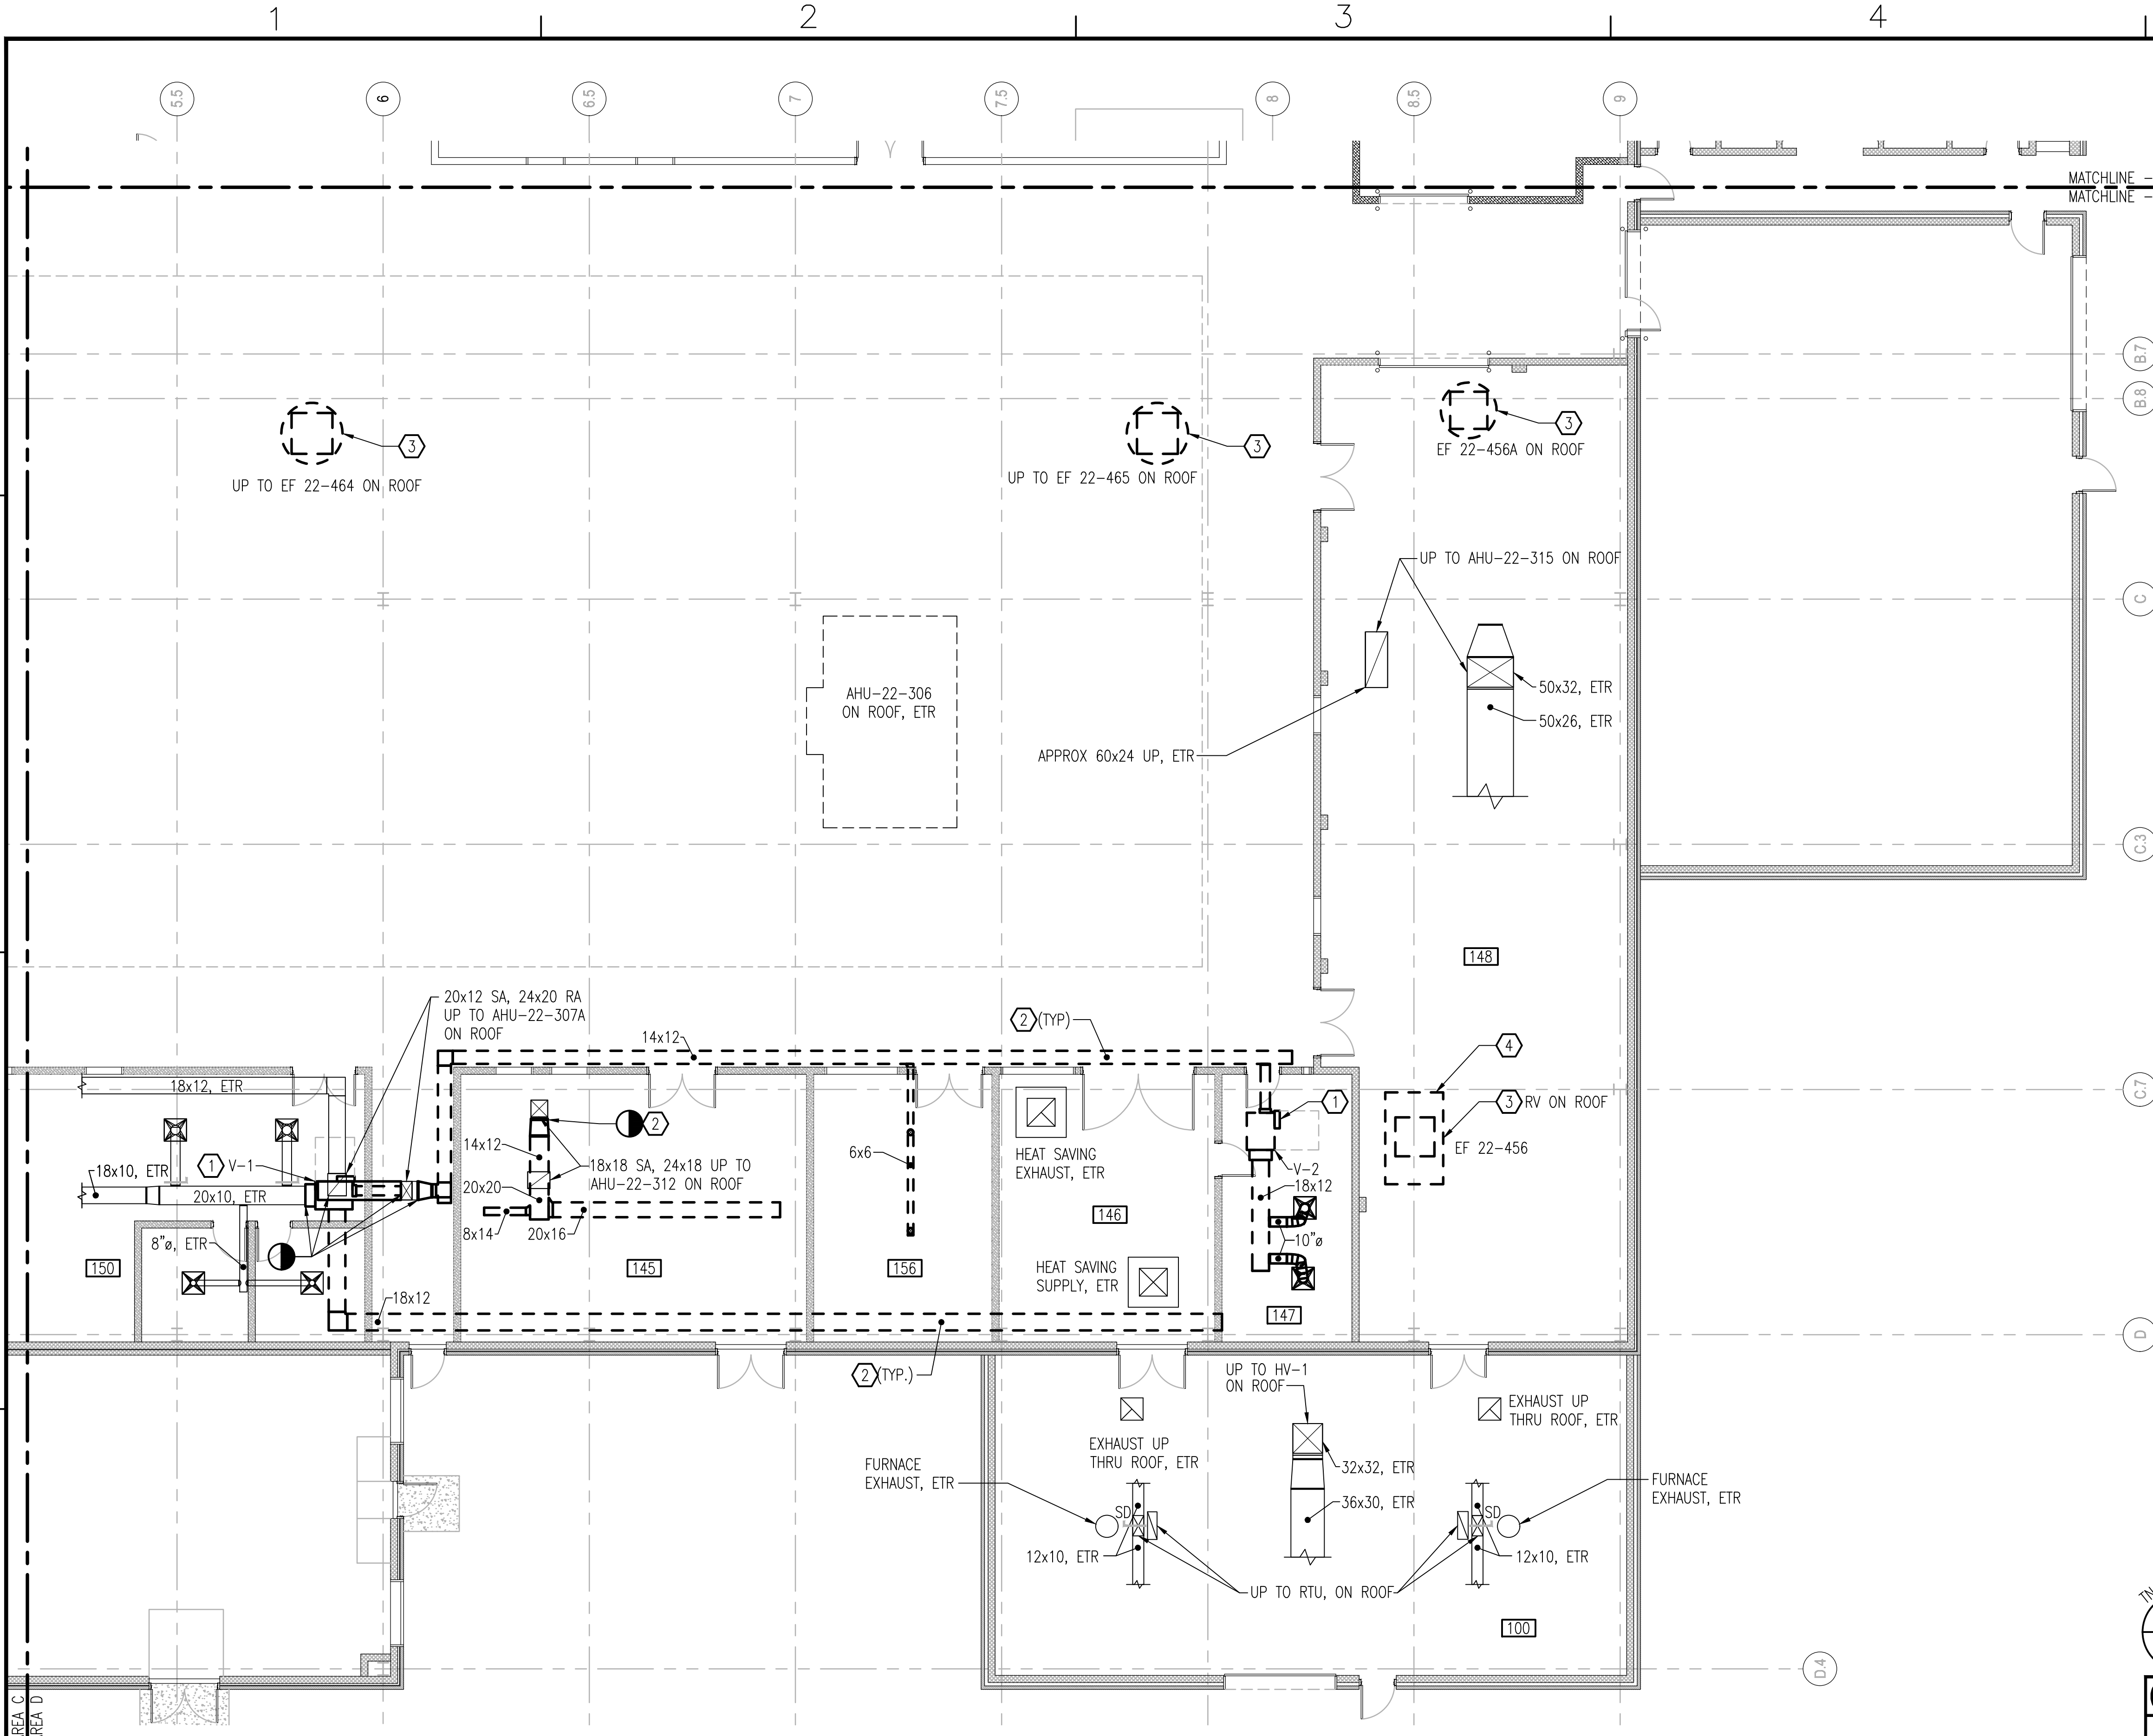 1
2
3
4
5.5
6
6.5
7
7.5
8
8.5
9
MATCHLINE -
MATCHLINE -
B.7
B.8
3
UP TO EF 22-464 ON ROOF
3
UP TO EF 22-465 ON ROOF
3
EF 22-456A ON ROOF
UP TO AHU-22-315 ON ROOF
C
AHU-22-306
ON ROOF, ETR
50x32, ETR
50x26, ETR
APPROX 60x24 UP, ETR
C.3
148
20x12 SA, 24x20 RA
UP TO AHU-22-307A
ON ROOF
14x12
2 (TYP)
4
3 RV ON ROOF
EF 22-456
C.7
18x12, ETR
1
2
14x12
18x18 SA, 24x18 UP TO
AHU-22-312 ON ROOF
6x6
HEAT SAVING
EXHAUST, ETR
V-2
18x12
18x10, ETR
1 V-1
20x10, ETR
20x20
8x14
20x16
146
8"ø, ETR
10"ø
150
145
156
HEAT SAVING
SUPPLY, ETR
147
18x12
D
2 (TYP.)
UP TO HV-1
ON ROOF
EXHAUST UP
THRU ROOF, ETR
EXHAUST UP
THRU ROOF, ETR
FURNACE
EXHAUST, ETR
32x32, ETR
36x30, ETR
FURNACE
EXHAUST, ETR
SD
SD
12x10, ETR
12x10, ETR
UP TO RTU, ON ROOF
100
TN
D.4
REA C
REA D